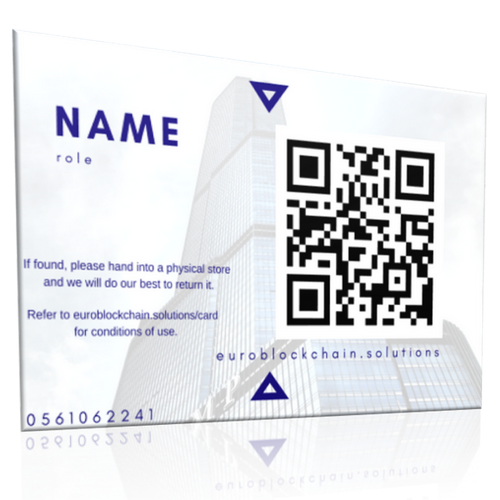 NAME
role
If found, please hand into a physical store
and we will do our best to return it.
Refer to euroblockchain.solutions/card
for conditions of use.
euroblockchain.solutions
0561062241